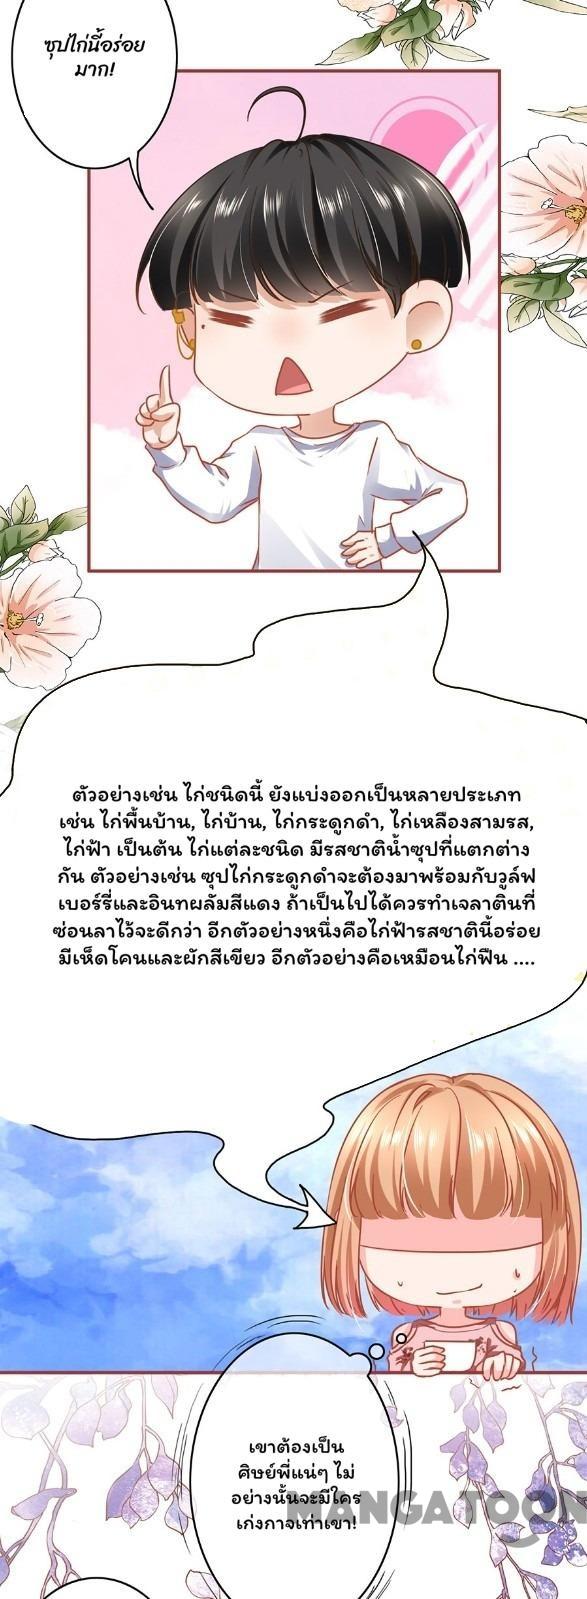 ซุปไก่นี้อร่อย
มาก!
ตัวอย่างเช่น ไก่ชนิดนี้ ยังแบ่งออกเป็นหลายประเภท
เช่น ไก่พื้นบ้าน, ไก่บ้าน, ไก่กระดูกดำ, ไก่เหลืองสามรส,
ไก่ฟ้า เป็นต้น ไก่แต่ละชนิด มีรสชาติน้ำซุปที่แตกต่าง
กัน ตัวอย่างเช่น ซุปไก่กระดูกดำจะต้องมาพร้อมกับวูล์ฟ
เบอร์รี่และอินทผลัมสีแดง ถ้าเป็นไปได้ควรทำเจลาตินที่
ซ่อนลาไว้จะดีกว่า อีกตัวอย่างหนึ่งคือไก่ฟ้ารสชาตินี้อร่อย
มีเห็ดโคนและผักสีเขียว อีกตัวอย่างคือเหมือนไก่ฟืน ....
เขาต้องเป็น
ศิษย์พี่แน่ๆ ไม่
อย่างนั้นจะมีใคร
เก่งกาจเท่าเขา!
MANGATOON